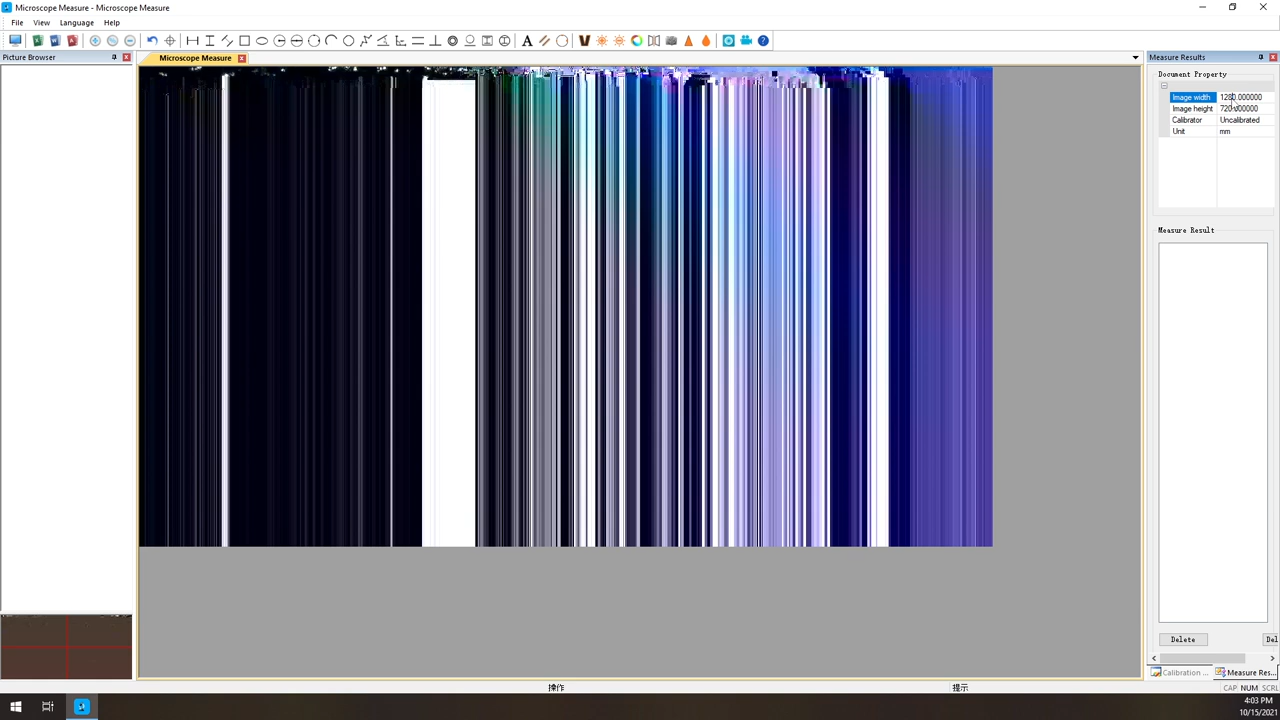 Microscope Measure - Microscope Measure
File View Language Help
Picture Browser
Microscope Measure
Measure Results
Document Property
Image width 1280.000000
Image height 720.000000
Calibrator Uncalibrated
Unit mm
Measure Result
Delete Del
Calibration ... Measure Res...
操作 提示 CAP NUM SCRL
4:03 PM
10/15/2021